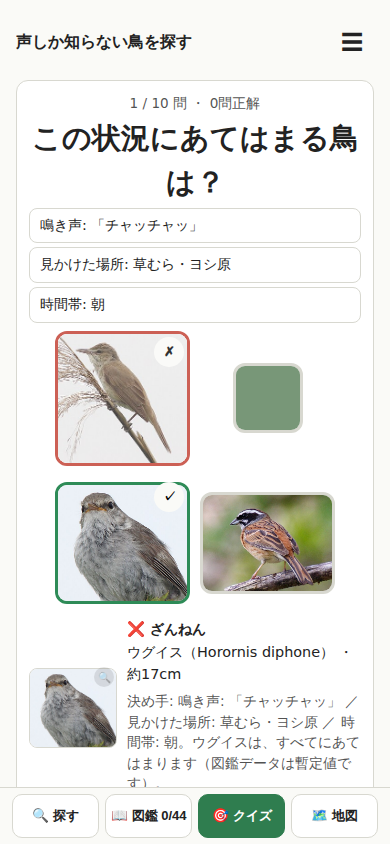 声しか知らない鳥を探す
☰
1 / 10 問 ・ 0問正解
この状況にあてはまる鳥
は？
鳴き声: 「チャッチャッ」
見かけた場所: 草むら・ヨシ原
時間帯: 朝
✗
✓
❌ ざんねん
ウグイス（Horornis diphone） ・
約17cm
決め手: 鳴き声: 「チャッチャッ」 ／
見かけた場所: 草むら・ヨシ原 ／ 時
間帯: 朝。ウグイスは、すべてにあて
はまります（図鑑データは暫定値で
す）。
🔍 探す
📖 図鑑 0/44
🎯 クイズ
🗺️ 地図